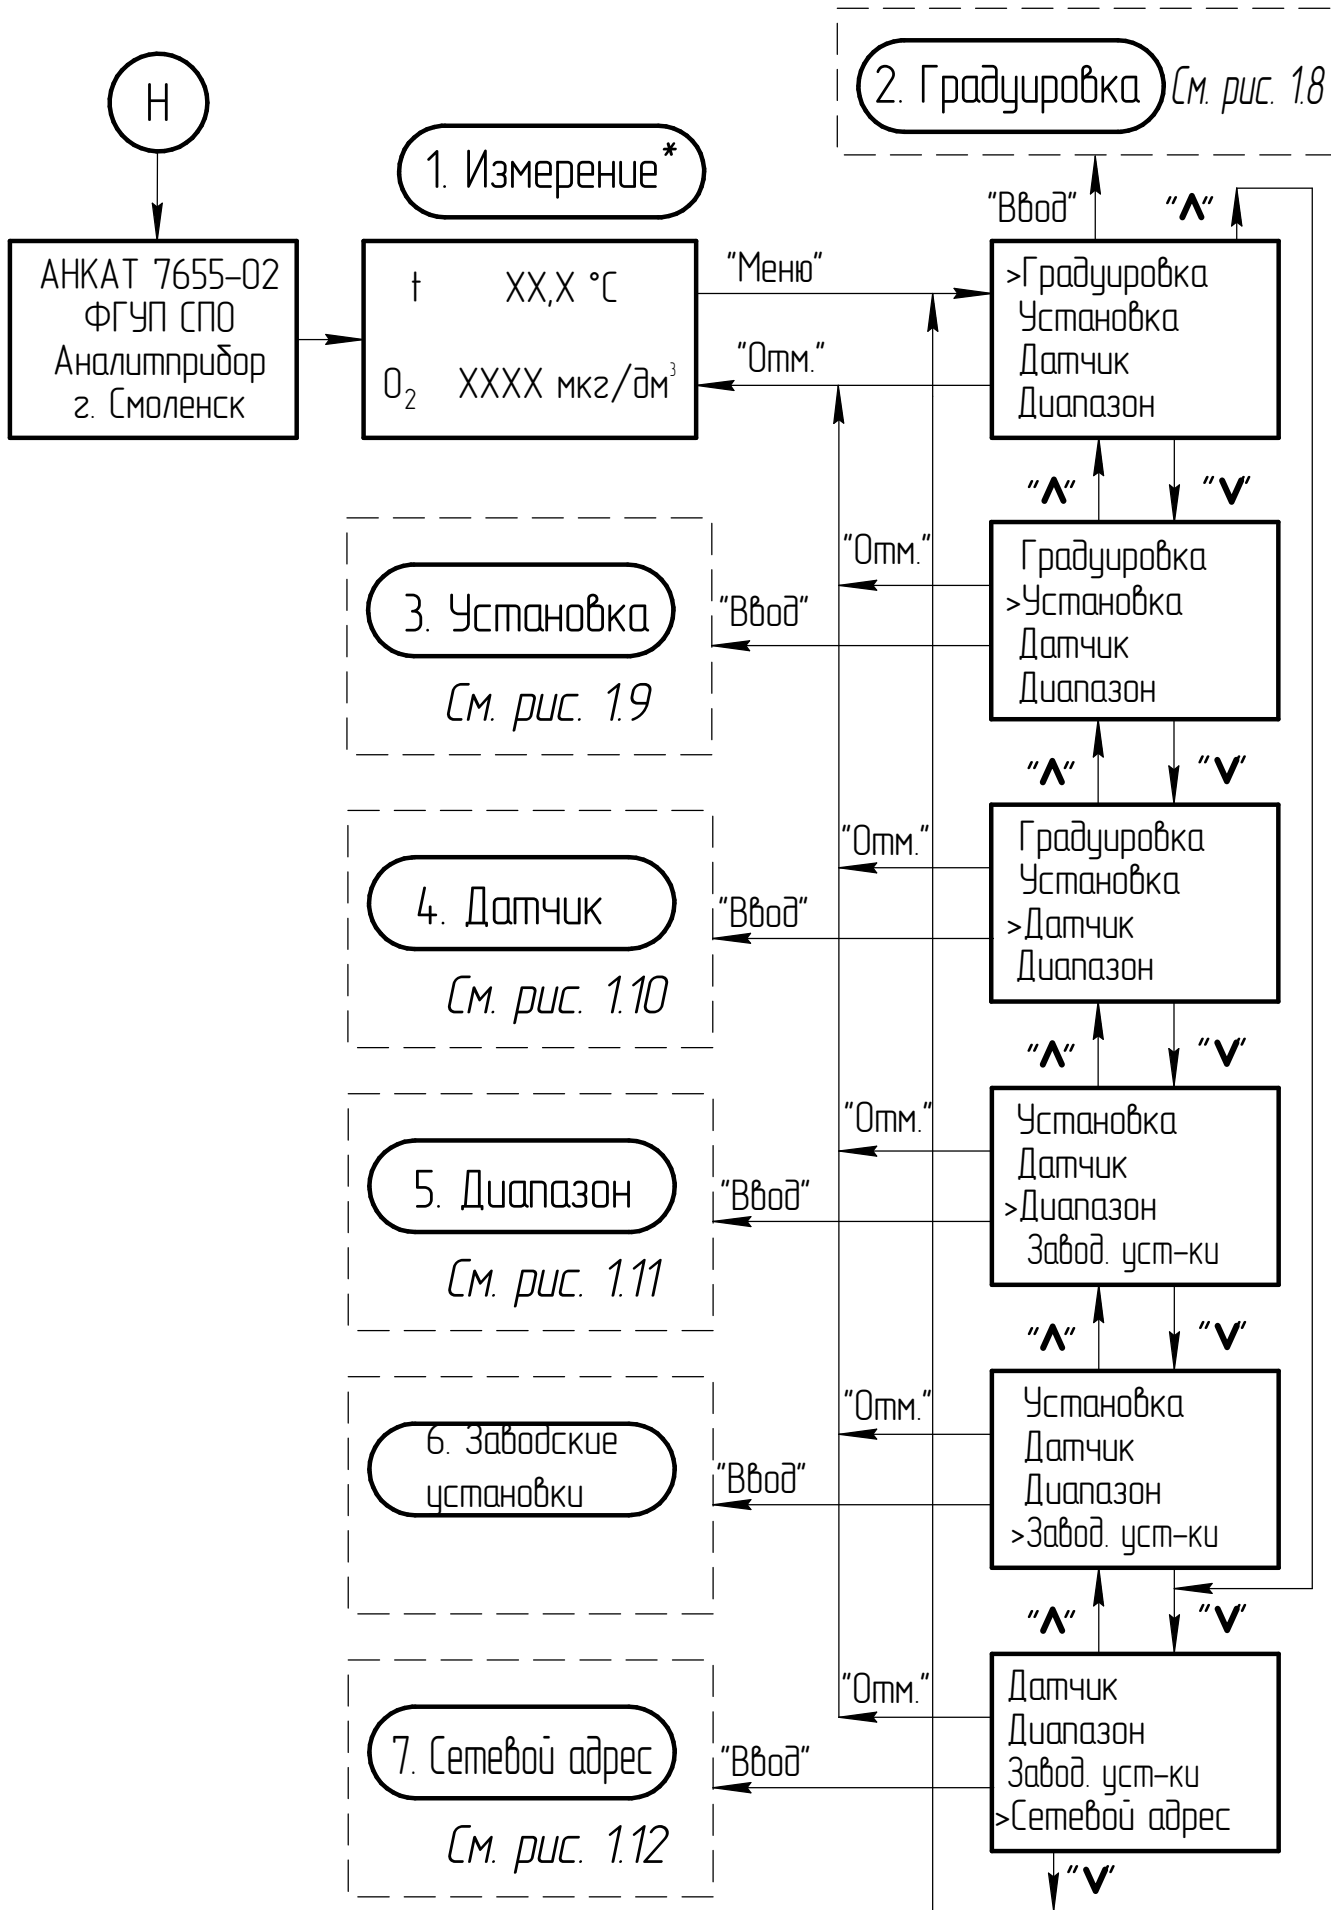 2. Градуировка
См. рис. 1.8
Н
1. Измерение*
"Ввод"
"Λ"
АНКАТ 7655-02
ФГУП СПО
Аналитприбор
г. Смоленск
t XX,X °C
O₂ XXXX мкг/дм³
"Меню"
"Отм."
>Градуировка
Установка
Датчик
Диапазон
"Λ"
"V"
3. Установка
См. рис. 1.9
"Отм."
"Ввод"
Градуировка
>Установка
Датчик
Диапазон
"Λ"
"V"
4. Датчик
См. рис. 1.10
"Отм."
"Ввод"
Градуировка
Установка
>Датчик
Диапазон
"Λ"
"V"
5. Диапазон
См. рис. 1.11
"Отм."
"Ввод"
Установка
Датчик
>Диапазон
Завод. уст-ки
"Λ"
"V"
6. Заводские
установки
"Отм."
"Ввод"
Установка
Датчик
Диапазон
>Завод. уст-ки
"Λ"
"V"
7. Сетевой адрес
См. рис. 1.12
"Отм."
"Ввод"
Датчик
Диапазон
Завод. уст-ки
>Сетевой адрес
"V"